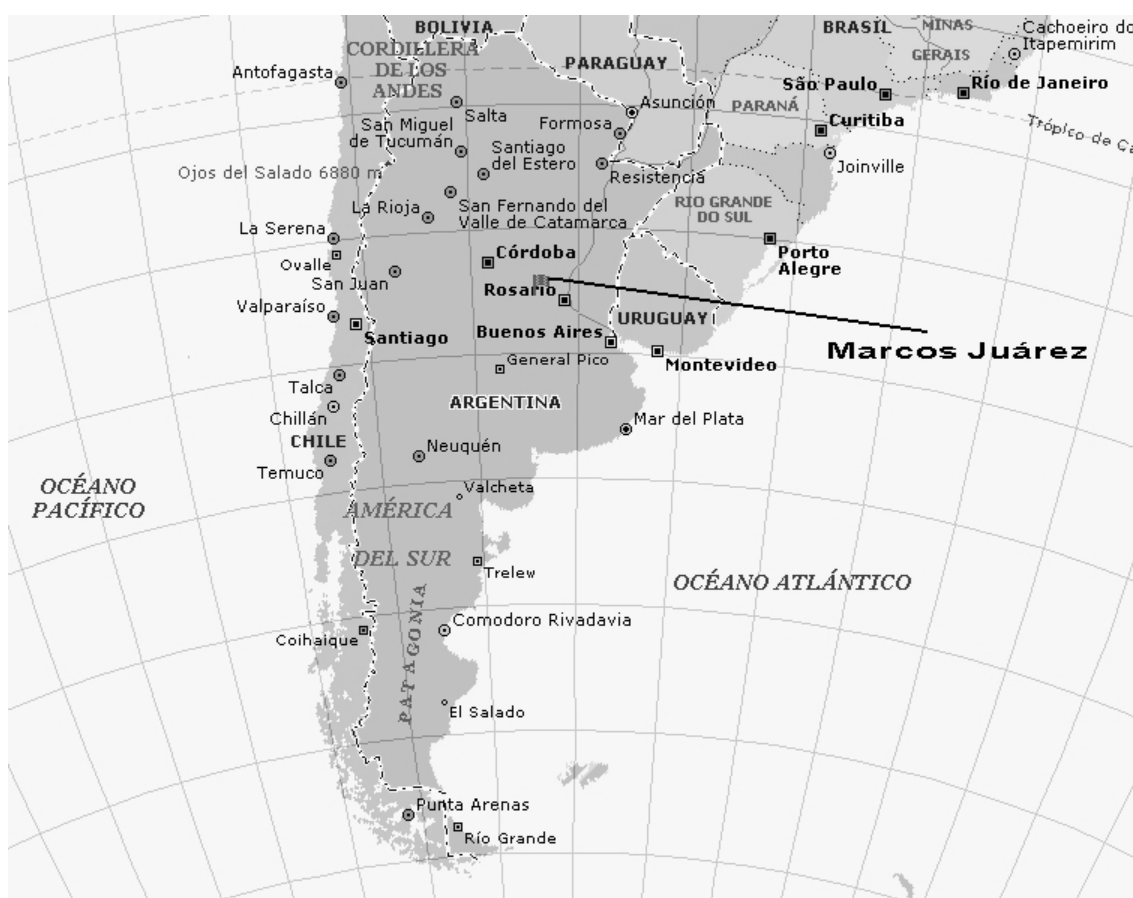 BOLIVIA
BRASIL
MINAS
GERAIS
Cachoeiro do
Itapemirim
CORDILLERA
DE LOS
ANDES
PARAGUAY
Antofagasta
São Paulo
Río de Janeiro
Salta
Asunción
PARANÁ
Curitiba
Trópico de Ca
San Miguel
de Tucumán
Formosa
Santiago
del Estero
Joinville
Ojos del Salado 6880 m
Resistencia
La Rioja
San Fernando del
Valle de Catamarca
RIO GRANDE
DO SUL
La Serena
Córdoba
Porto
Alegre
Ovalle
San Juan
Rosario
Valparaíso
Santiago
Buenos Aires
URUGUAY
Marcos Juárez
General Pico
Montevideo
Talca
Chillán
ARGENTINA
Mar del Plata
CHILE
Neuquén
Temuco
OCÉANO
PACÍFICO
Valcheta
AMÉRICA
DEL SUR
Trelew
OCÉANO ATLÁNTICO
PATAGONIA
Comodoro Rivadavia
Coihaique
El Salado
Punta Arenas
Río Grande